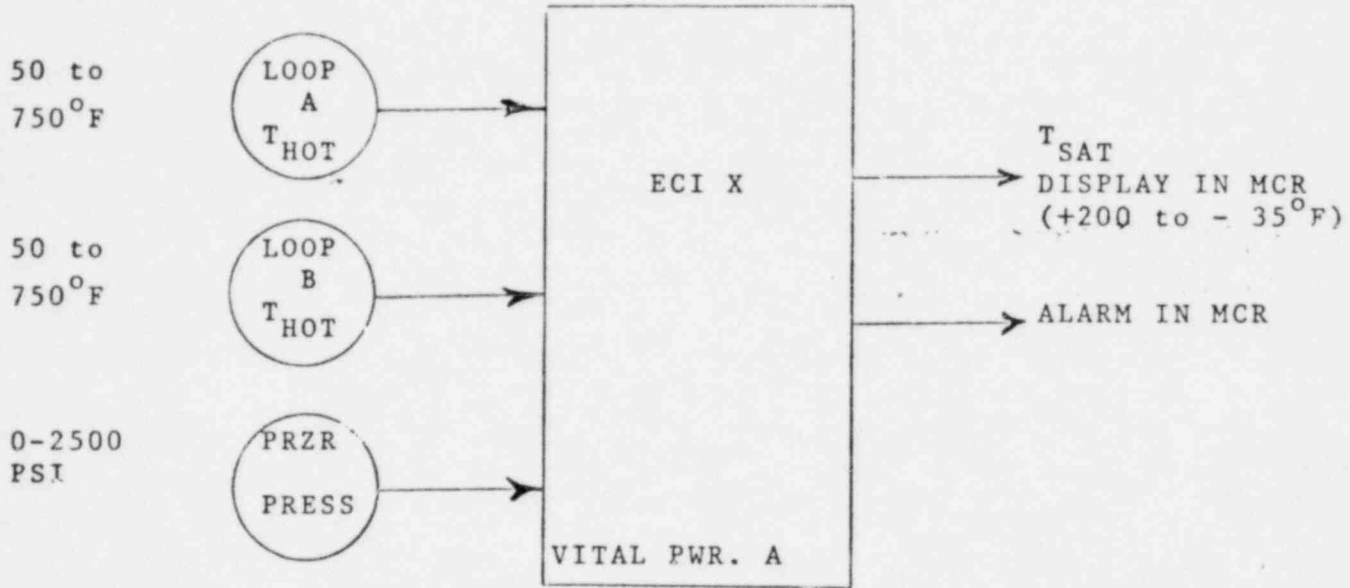 50 to
750°F
LOOP
A
T HOT
50 to
750°F
LOOP
B
T HOT
0-2500
PSI
PRZR
PRESS
ECI X
VITAL PWR. A
T SAT
DISPLAY IN MCR
(+200 to - 35°F)
ALARM IN MCR